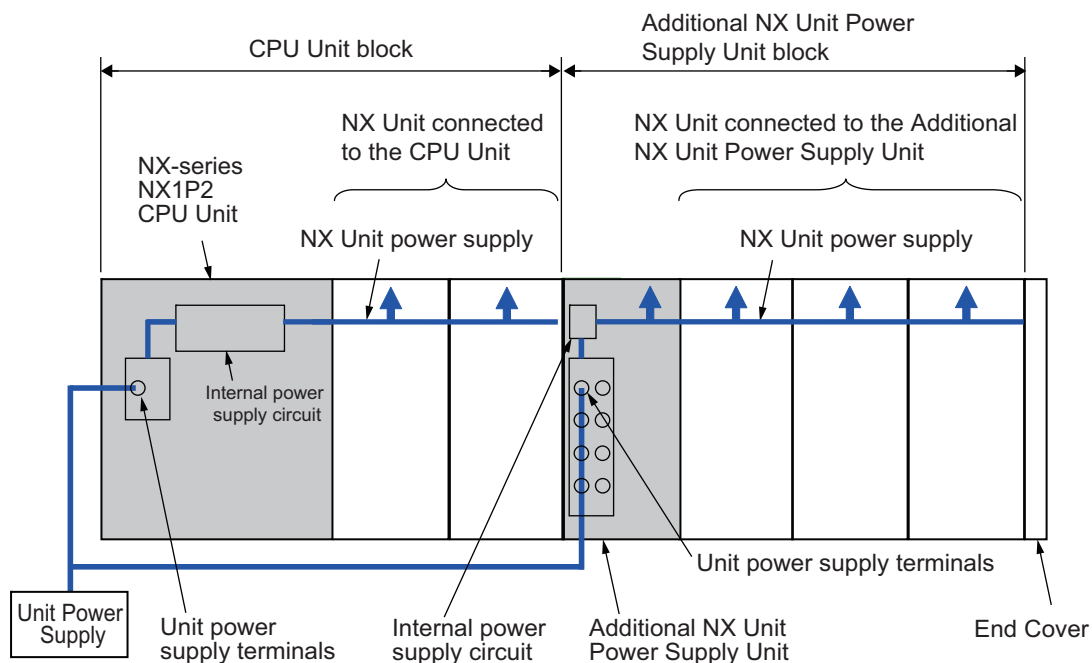 CPU Unit block
Additional NX Unit Power
Supply Unit block
NX Unit connected
to the CPU Unit
NX Unit connected to the Additional
NX Unit Power Supply Unit
NX-series
NX1P2
CPU Unit
NX Unit power supply
NX Unit power supply
Internal power
supply circuit
Unit power supply terminals
Unit Power
Supply
Unit power
supply terminals
Internal power
supply circuit
Additional NX Unit
Power Supply Unit
End Cover